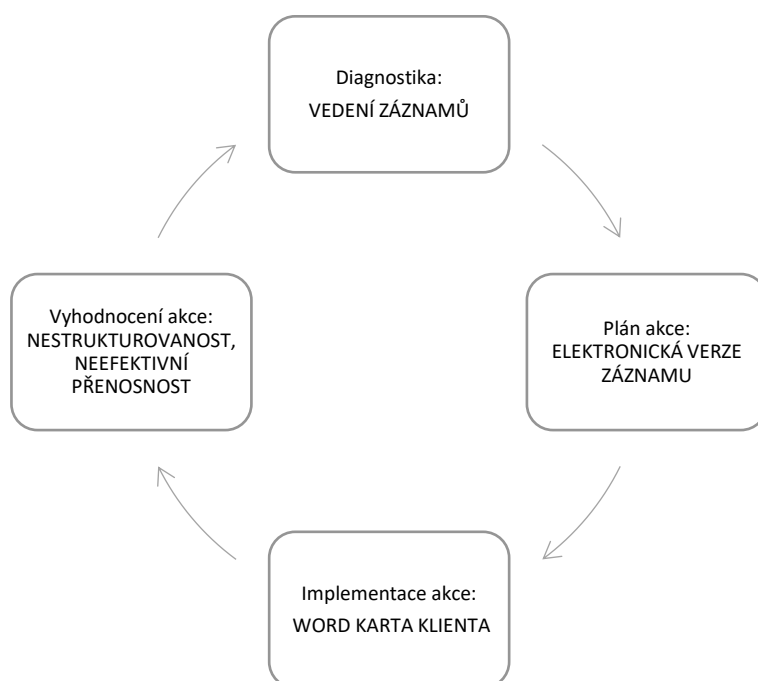 Diagnostika:
VEDENÍ ZÁZNAMŮ
Vyhodnocení akce:
NESTRUKTUROVANOST,
NEEFEKTIVNÍ
PŘENOSNOST
Plán akce:
ELEKTRONICKÁ VERZE
ZÁZNAMU
Implementace akce:
WORD KARTA KLIENTA